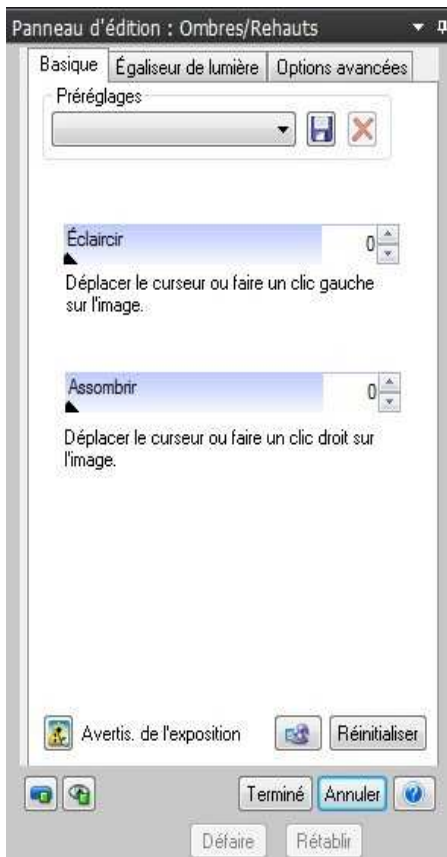 Panneau d'édition : Ombres/Rehauts
Basique Égaliseur de lumière Options avancées
Préréglages
Éclaircir 0
Déplacer le curseur ou faire un clic gauche
sur l'image.
Assombrir 0
Déplacer le curseur ou faire un clic droit sur
l'image.
Avertis. de l'exposition Réinitialiser
Terminé Annuler ?
Défaire Rétablir